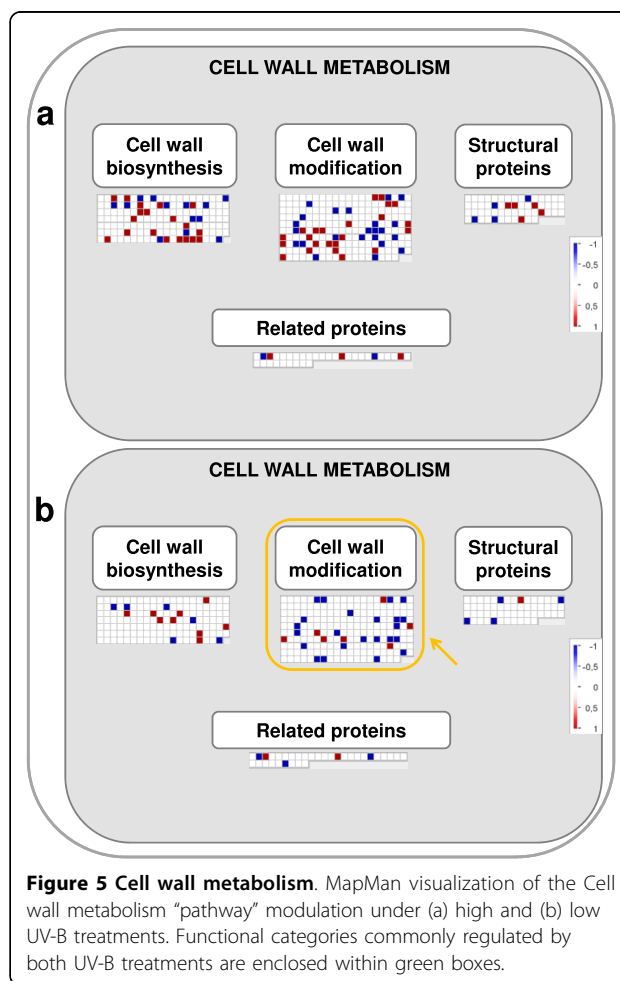 a
CELL WALL METABOLISM
Cell wall
biosynthesis
Cell wall
modification
Structural
proteins
-1
-0,5
0
0,5
1
Related proteins
b
CELL WALL METABOLISM
Cell wall
biosynthesis
Cell wall
modification
Structural
proteins
-1
-0,5
0
0,5
1
Related proteins
Figure 5 Cell wall metabolism. MapMan visualization of the Cell
wall metabolism “pathway” modulation under (a) high and (b) low
UV-B treatments. Functional categories commonly regulated by
both UV-B treatments are enclosed within green boxes.